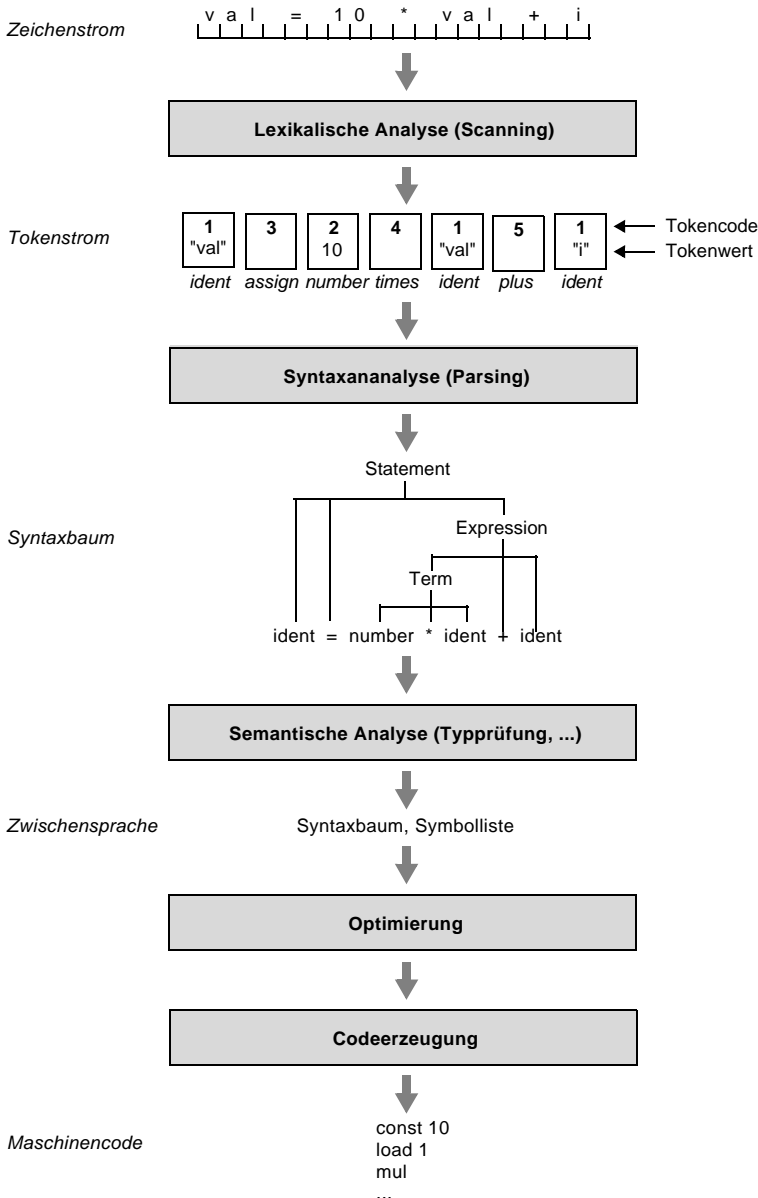 v a l = 1 0 * v a l + i
Zeichenstrom
Lexikalische Analyse (Scanning)
1 3 2 4 1 5 1 Tokencode
Tokenstrom
"val" 10 "val" "i" Tokenwert
ident assign number times ident plus ident
Syntaxananalyse (Parsing)
Statement
Syntaxbaum
Expression
Term
ident = number * ident + ident
Semantische Analyse (Typprüfung, ...)
Zwischensprache Syntaxbaum, Symbolliste
Optimierung
Codeerzeugung
const 10
Maschinencode
load 1
mul
...